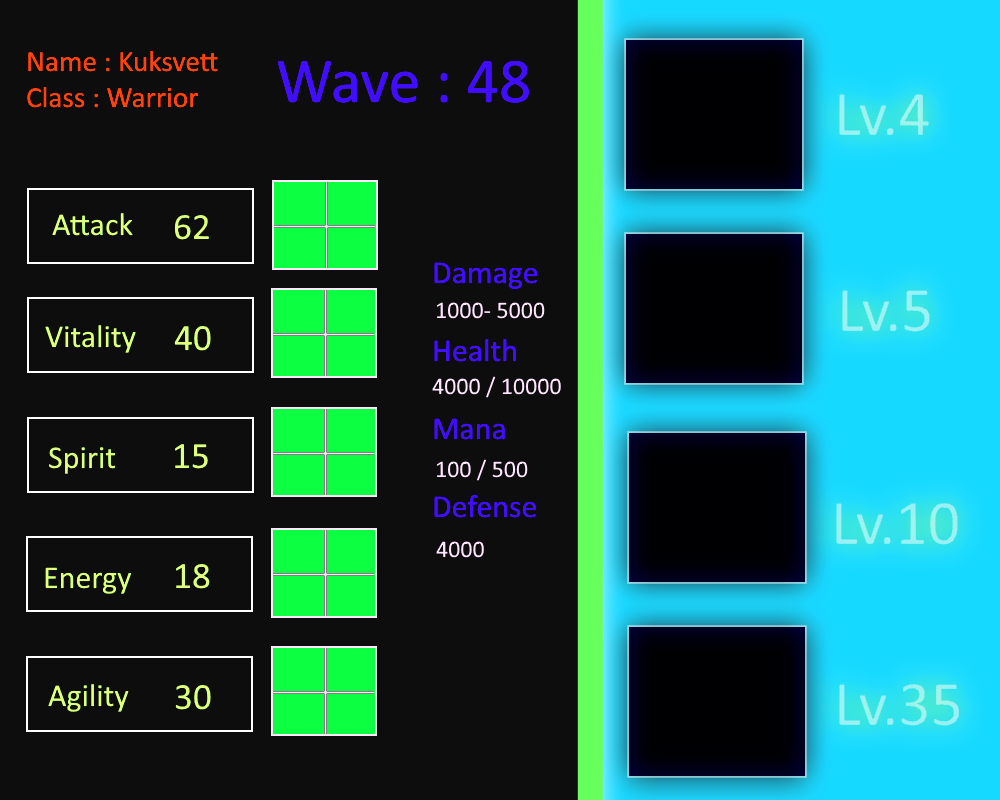 Name : Kuksvett
Class : Warrior
Wave : 48
Attack 62
Vitality 40
Spirit 15
Energy 18
Agility 30
Damage
1000- 5000
Health
4000 / 10000
Mana
100 / 500
Defense
4000
Lv.4
Lv.5
Lv.10
Lv.35